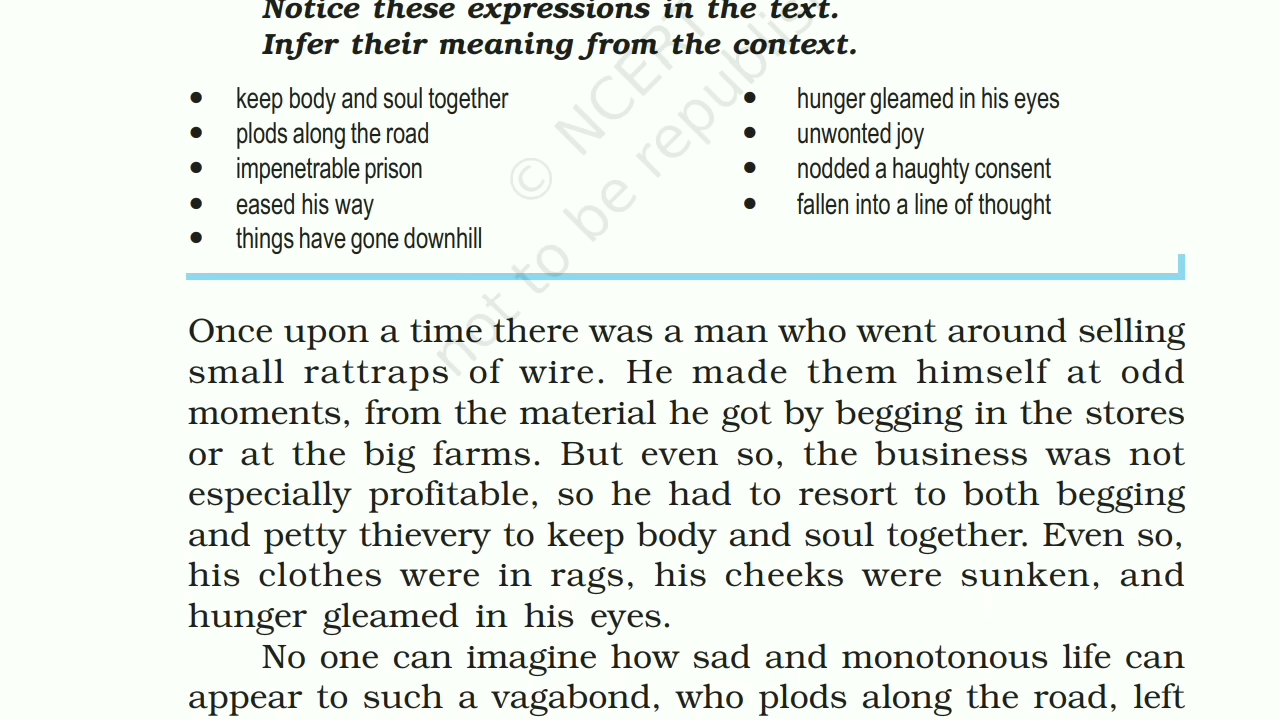 Notice these expressions in the text.
Infer their meaning from the context.
keep body and soul together
plods along the road
impenetrable prison
eased his way
things have gone downhill
hunger gleamed in his eyes
unwonted joy
nodded a haughty consent
fallen into a line of thought
© NCERT
not to be republis
Once upon a time there was a man who went around selling
small rattraps of wire. He made them himself at odd
moments, from the material he got by begging in the stores
or at the big farms. But even so, the business was not
especially profitable, so he had to resort to both begging
and petty thievery to keep body and soul together. Even so,
his clothes were in rags, his cheeks were sunken, and
hunger gleamed in his eyes.
No one can imagine how sad and monotonous life can
appear to such a vagabond, who plods along the road, left